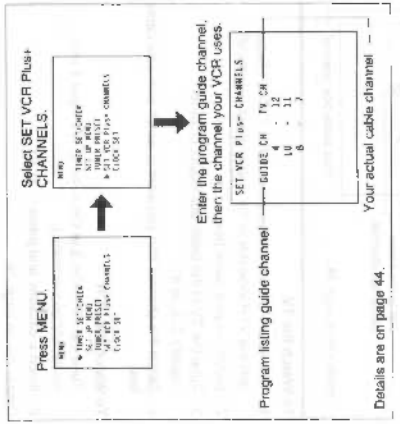 Press MENU.
MENU
TIMER SET/CHECK
SET UP MENU
TUNER PRESET
SET VCR Plus+ CHANNELS
CLOCK SET
Select SET VCR Plus+
CHANNELS.
MENU
TIMER SET/CHECK
SET UP MENU
TUNER PRESET
SET VCR Plus+ CHANNELS
CLOCK SET
Enter the program guide channel,
then the channel your VCR uses.
SET VCR Plus+ CHANNELS
GUIDE CH TV CH
4 - 12
10 - 11
6 - 7
Program listing guide channel
Your actual cable channel
Details are on page 44.